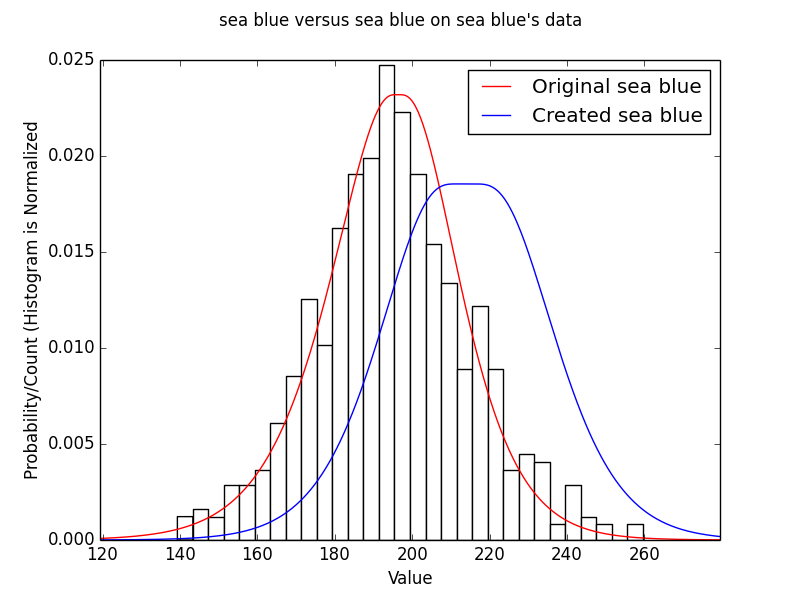 sea blue versus sea blue on sea blue's data
Original sea blue
Created sea blue
Probability/Count (Histogram is Normalized
0.025
0.020
0.015
0.010
0.005
0.000
120 140 160 180 200 220 240 260
Value